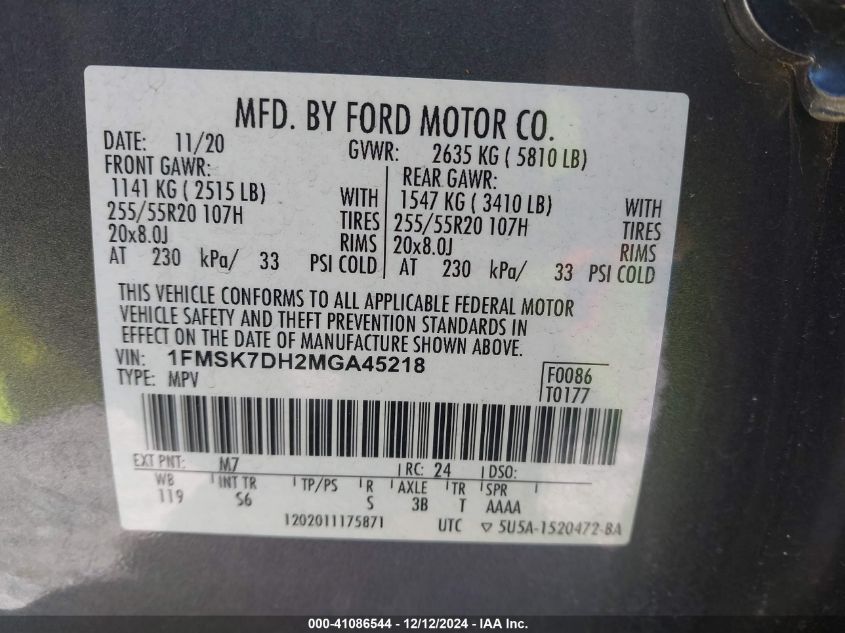 MFD. BY FORD MOTOR CO.
DATE: 11/20 GVWR: 2635 KG ( 5810 LB)
FRONT GAWR: REAR GAWR:
1141 KG ( 2515 LB) WITH 1547 KG ( 3410 LB) WITH
255/55R20 107H TIRES 255/55R20 107H TIRES
20x8.0J RIMS 20x8.0J RIMS
AT 230 kPa/ 33 PSI COLD AT 230 kPa/ 33 PSI COLD
THIS VEHICLE CONFORMS TO ALL APPLICABLE FEDERAL MOTOR
VEHICLE SAFETY AND THEFT PREVENTION STANDARDS IN
EFFECT ON THE DATE OF MANUFACTURE SHOWN ABOVE.
VIN: 1FMSK7DH2MGA45218
TYPE: MPV F0086
T0177
EXT PNT: M7 RC: 24 DSO:
WB INT TR TP/PS R AXLE TR SPR
119 S6 S 3B T AAAA
1202011175871 UTC ▽ 5U5A-1520472-BA
000-41086544 - 12/12/2024 - IAA Inc.